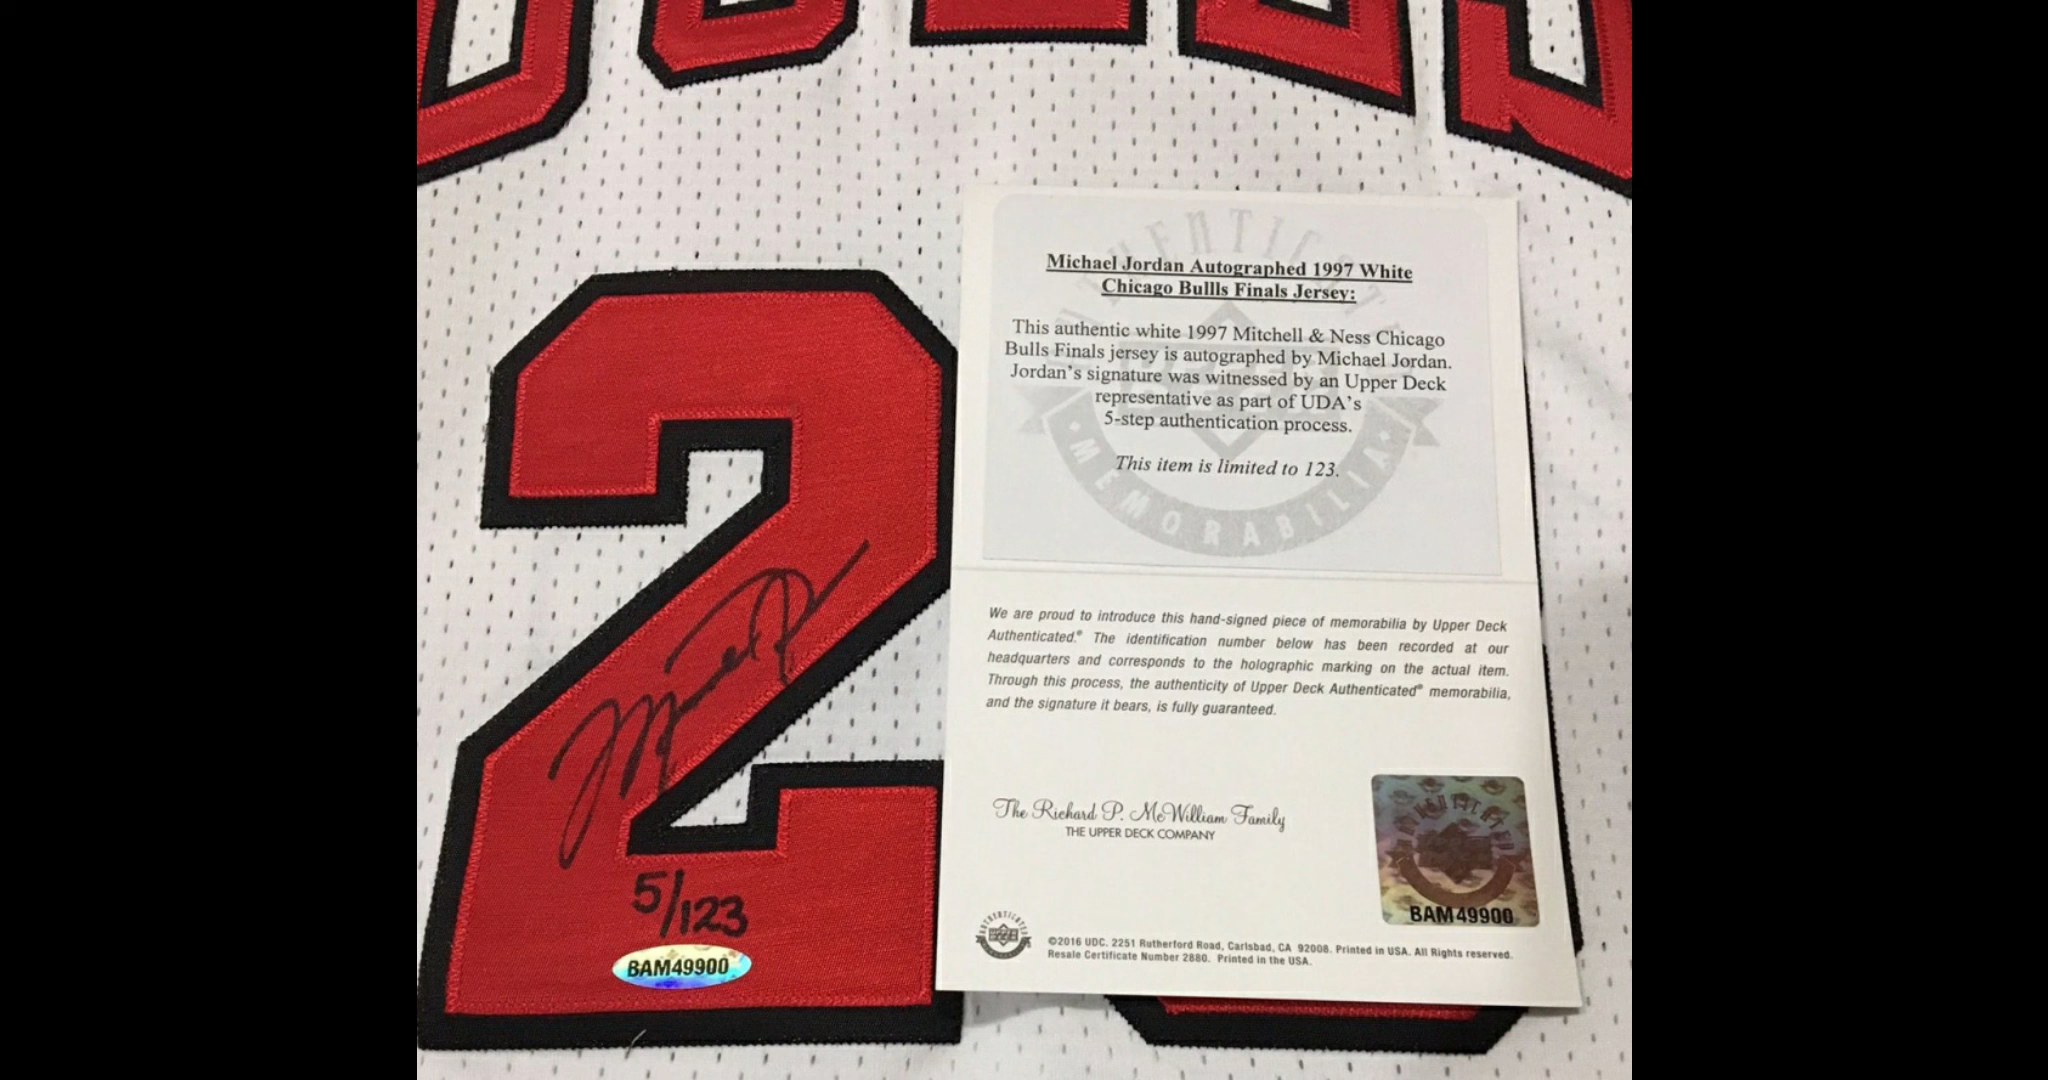 BULLS
Michael Jordan Autographed 1997 White
Chicago Bullls Finals Jersey:
This authentic white 1997 Mitchell & Ness Chicago
Bulls Finals jersey is autographed by Michael Jordan.
Jordan's signature was witnessed by an Upper Deck
representative as part of UDA's
5-step authentication process.
This item is limited to 123.
MEMORABILIA
We are proud to introduce this hand-signed piece of memorabilia by Upper Deck
Authenticated.® The identification number below has been recorded at our
headquarters and corresponds to the holographic marking on the actual item.
Through this process, the authenticity of Upper Deck Authenticated® memorabilia,
and the signature it bears, is fully guaranteed.
The Richard P. McWilliam Family
THE UPPER DECK COMPANY
BAM49900
©2016 UDC. 2251 Rutherford Road, Carlsbad, CA 92008. Printed in USA. All Rights reserved.
Resale Certificate Number 2880. Printed in the USA.
2
5/123
BAM49900